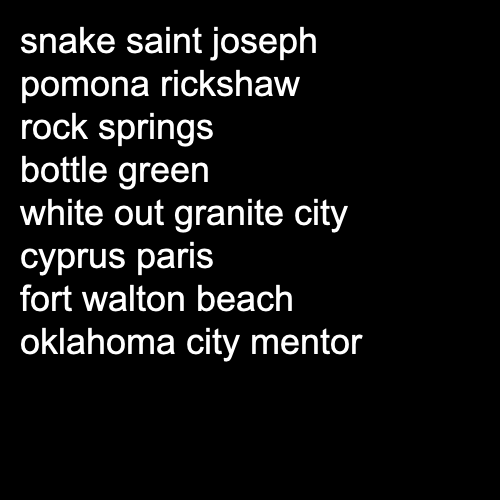 snake saint joseph
pomona rickshaw
rock springs
bottle green
white out granite city
cyprus paris
fort walton beach
oklahoma city mentor